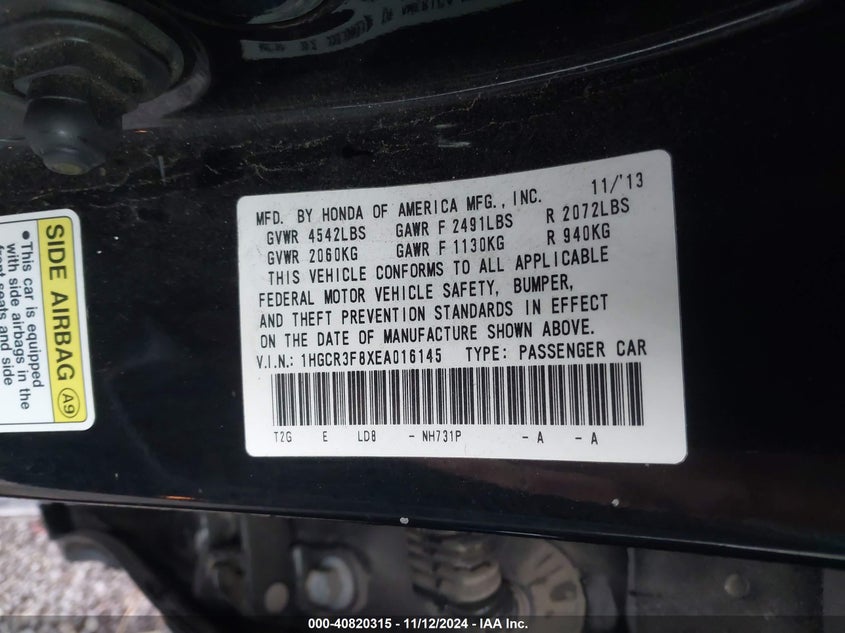 MFD. BY HONDA OF AMERICA MFG., INC. 11/'13
GVWR 4542LBS GAWR F 2491LBS R 2072LBS
GVWR 2060KG GAWR F 1130KG R 940KG
THIS VEHICLE CONFORMS TO ALL APPLICABLE
FEDERAL MOTOR VEHICLE SAFETY, BUMPER,
AND THEFT PREVENTION STANDARDS IN EFFECT
ON THE DATE OF MANUFACTURE SHOWN ABOVE.
V.I.N.: 1HGCR3F8XEA016145 TYPE: PASSENGER CAR
T2G E LD8 - NH731P - A - A
SIDE AIRBAG A9
•This car is equipped
with side airbags in the
front seats and side
000-40820315 - 11/12/2024 - IAA Inc.